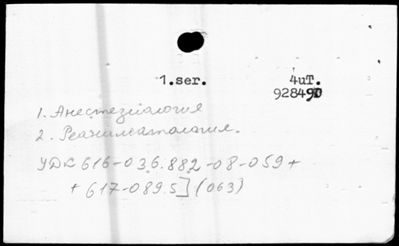 1.ser. 4uT.
928490
1. Анестезиология
2. Реаниматология.
УДК 616-036.882-08-059+
+617-089.5](063)